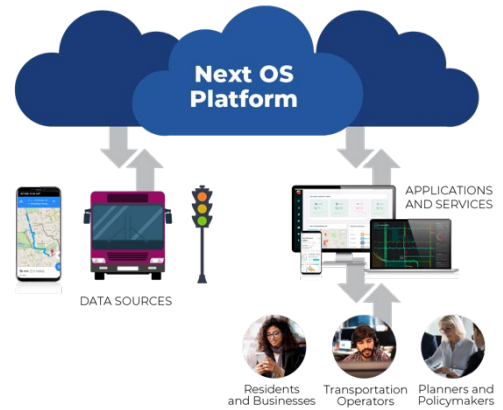 Next OS
Platform
APPLICATIONS
AND SERVICES
DATA SOURCES
Residents
and Businesses
Transportation
Operators
Planners and
Policymakers